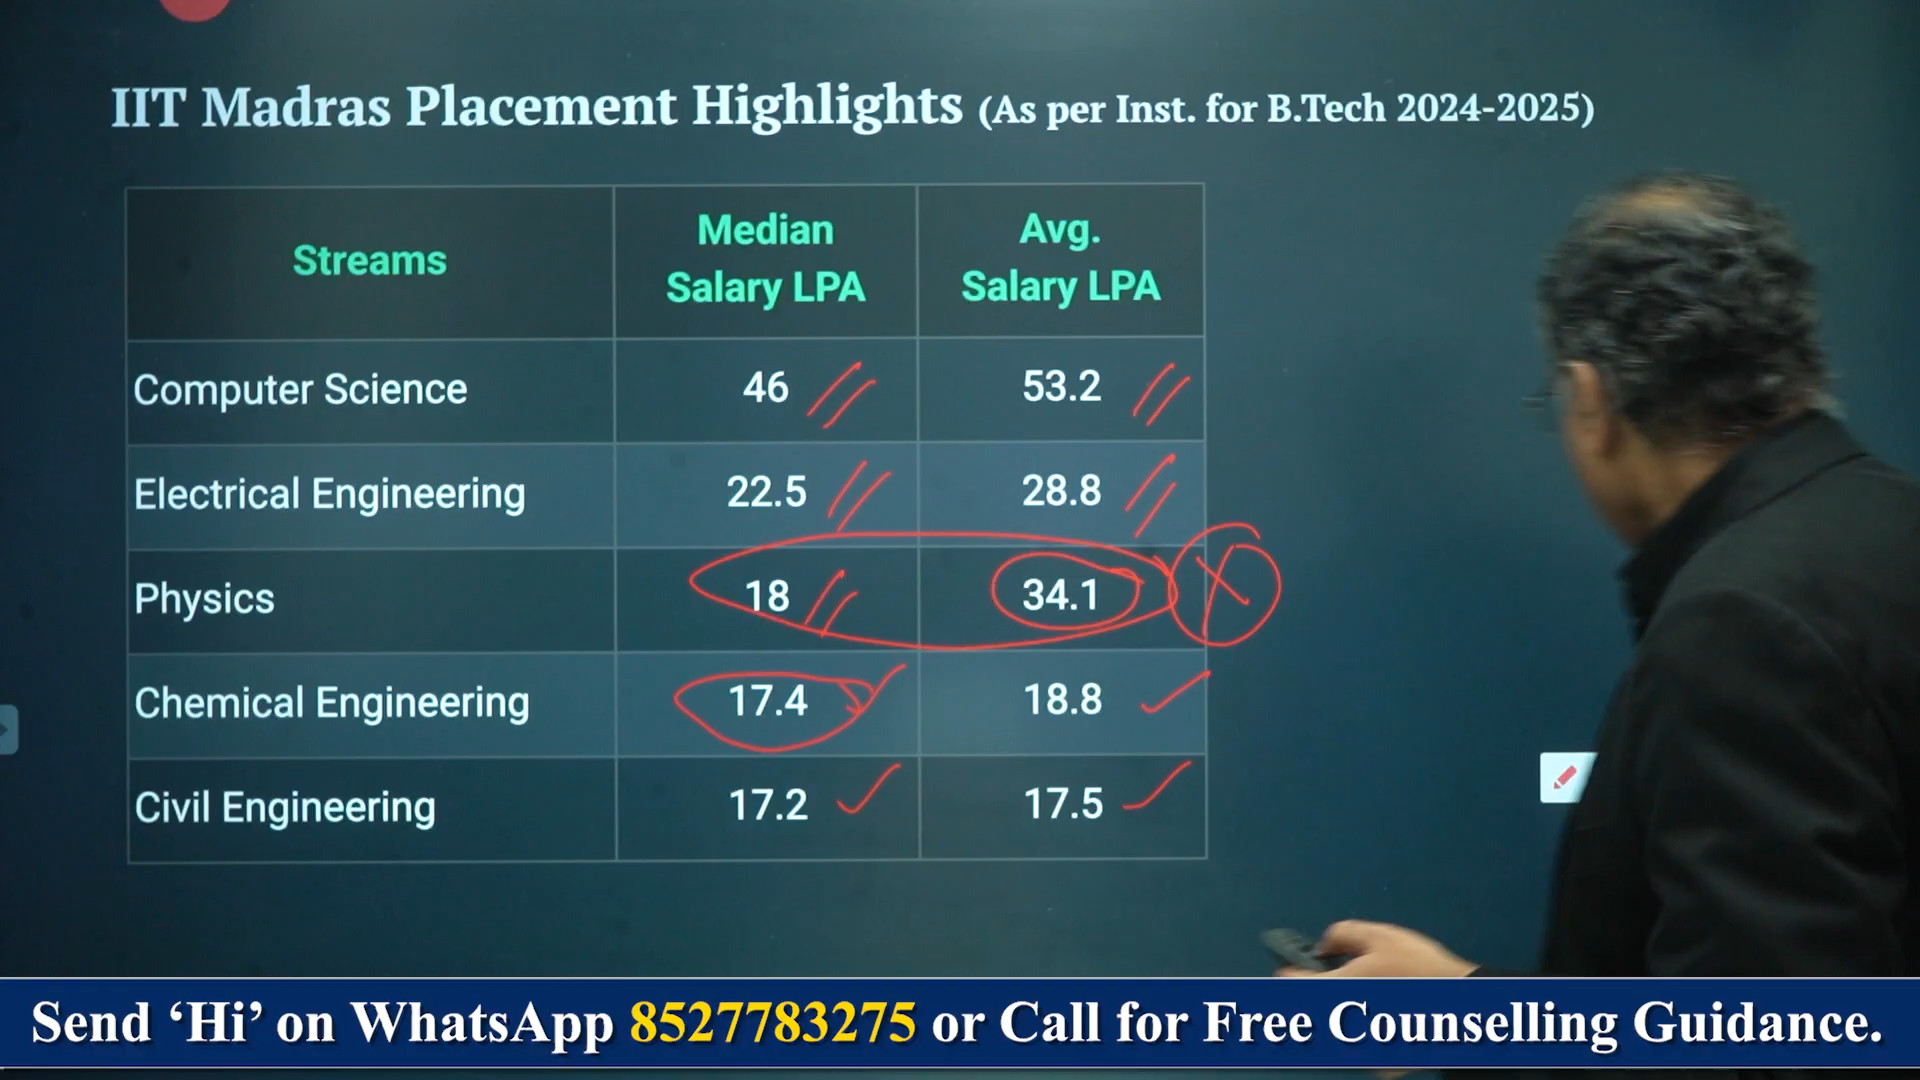 IIT Madras Placement Highlights (As per Inst. for B.Tech 2024-2025)
Streams
Median
Salary LPA
Avg.
Salary LPA
Computer Science 46 53.2
Electrical Engineering 22.5 28.8
Physics 18 34.1
Chemical Engineering 17.4 18.8
Civil Engineering 17.2 17.5
Send ‘Hi’ on WhatsApp 8527783275 or Call for Free Counselling Guidance.